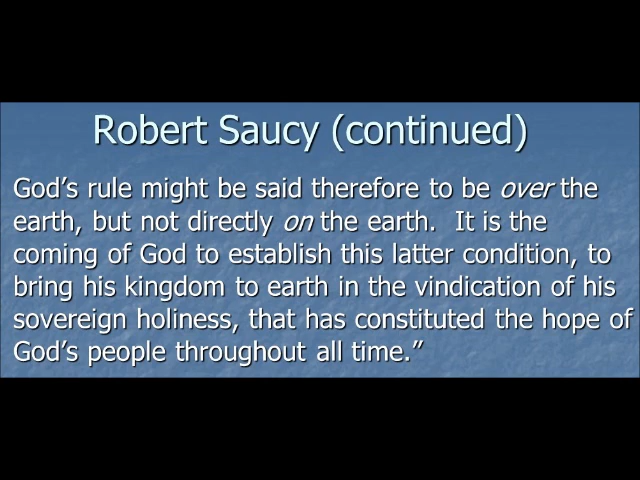 Robert Saucy (continued)
God’s rule might be said therefore to be over the
earth, but not directly on the earth.  It is the
coming of God to establish this latter condition, to
bring his kingdom to earth in the vindication of his
sovereign holiness, that has constituted the hope of
God’s people throughout all time.”